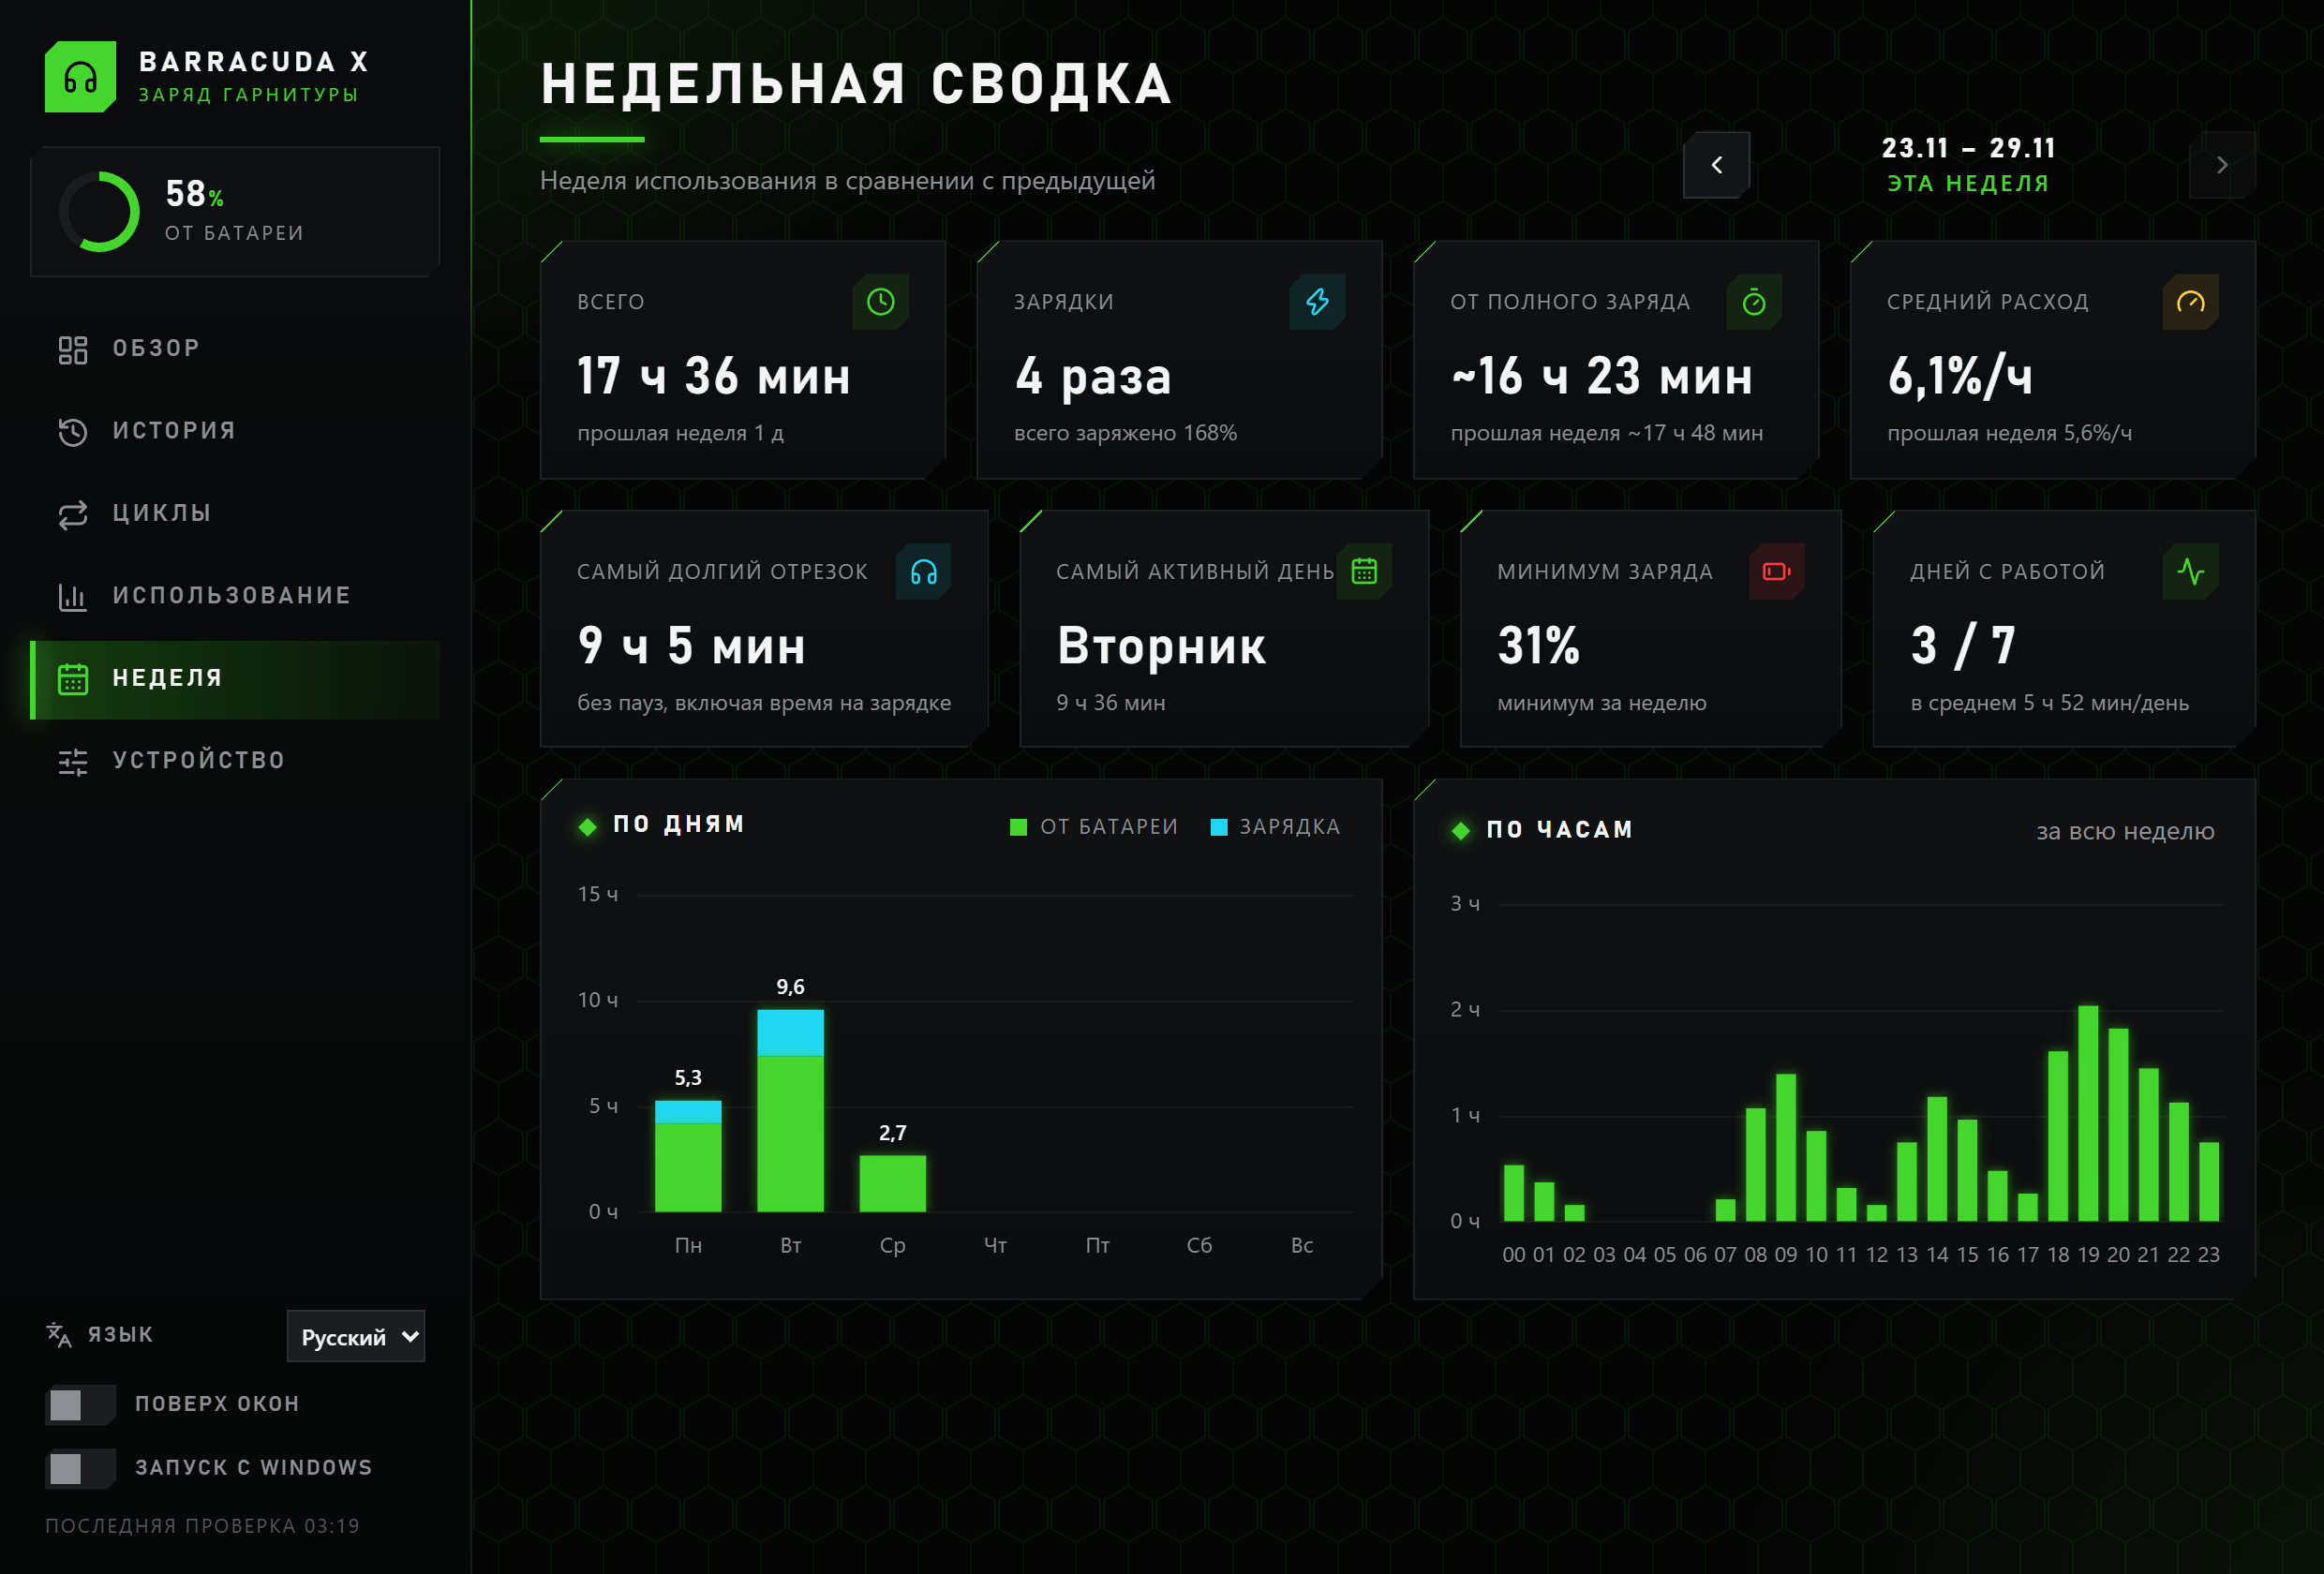 BARRACUDA X
ЗАРЯД ГАРНИТУРЫ
58%
ОТ БАТАРЕИ
ОБЗОР
ИСТОРИЯ
ЦИКЛЫ
ИСПОЛЬЗОВАНИЕ
НЕДЕЛЯ
УСТРОЙСТВО
ЯЗЫК
Русский
ПОВЕРХ ОКОН
ЗАПУСК С WINDOWS
ПОСЛЕДНЯЯ ПРОВЕРКА 03:19
НЕДЕЛЬНАЯ СВОДКА
Неделя использования в сравнении с предыдущей
23.11 – 29.11
ЭТА НЕДЕЛЯ
ВСЕГО
17 ч 36 мин
прошлая неделя 1 д
ЗАРЯДКИ
4 раза
всего заряжено 168%
ОТ ПОЛНОГО ЗАРЯДА
~16 ч 23 мин
прошлая неделя ~17 ч 48 мин
СРЕДНИЙ РАСХОД
6,1%/ч
прошлая неделя 5,6%/ч
САМЫЙ ДОЛГИЙ ОТРЕЗОК
9 ч 5 мин
без пауз, включая время на зарядке
САМЫЙ АКТИВНЫЙ ДЕНЬ
Вторник
9 ч 36 мин
МИНИМУМ ЗАРЯДА
31%
минимум за неделю
ДНЕЙ С РАБОТОЙ
3 / 7
в среднем 5 ч 52 мин/день
ПО ДНЯМ
ОТ БАТАРЕИ
ЗАРЯДКА
15 ч
10 ч
5 ч
0 ч
5,3
9,6
2,7
Пн Вт Ср Чт Пт Сб Вс
ПО ЧАСАМ
за всю неделю
3 ч
2 ч
1 ч
0 ч
00 01 02 03 04 05 06 07 08 09 10 11 12 13 14 15 16 17 18 19 20 21 22 23